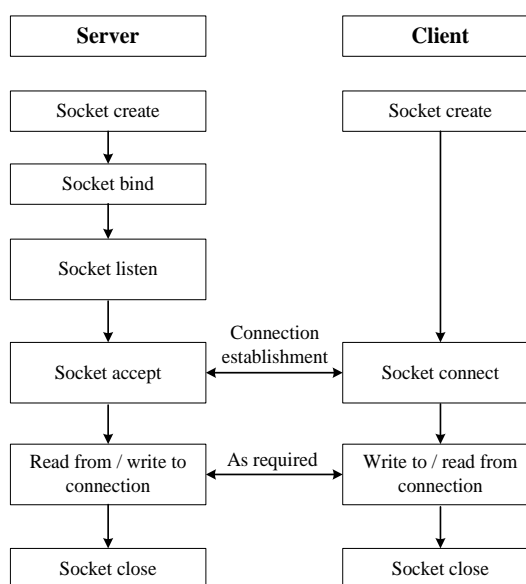 Server
Client
Socket create
Socket create
Socket bind
Socket listen
Connection
establishment
Socket accept
Socket connect
Read from / write to
connection
As required
Write to / read from
connection
Socket close
Socket close